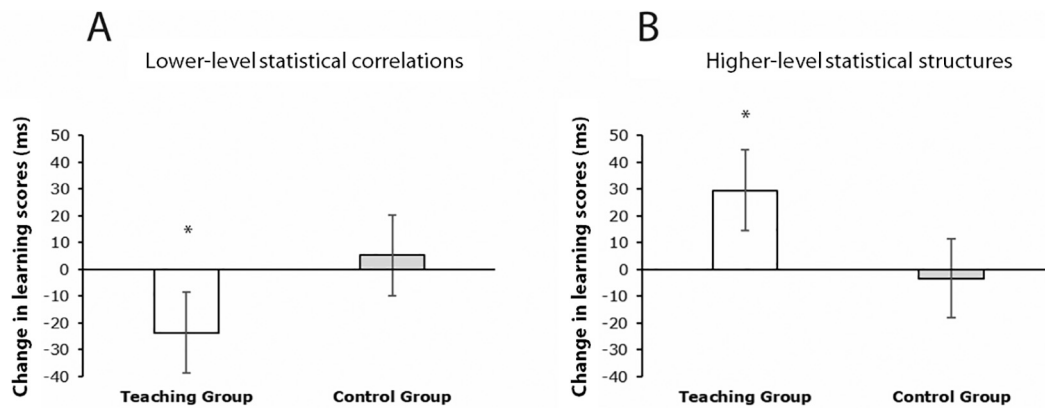 A
Lower-level statistical correlations
Change in learning scores (ms)
50
40
30
20
10
0
-10
-20
-30
-40
*
Teaching Group
Control Group
B
Higher-level statistical structures
Change in learning scores (ms)
50
40
30
20
10
0
-10
-20
-30
-40
*
Teaching Group
Control Group